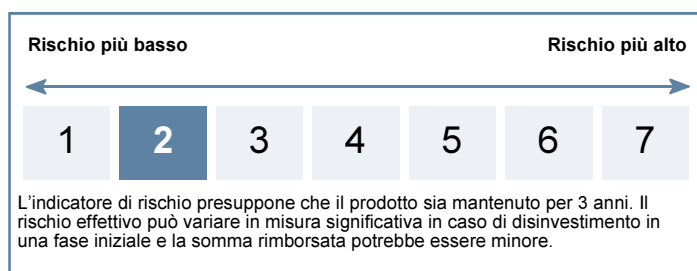 Rischio più basso Rischio più alto
1 2 3 4 5 6 7
L'indicatore di rischio presuppone che il prodotto sia mantenuto per 3 anni. Il
rischio effettivo può variare in misura significativa in caso di disinvestimento in
una fase iniziale e la somma rimborsata potrebbe essere minore.